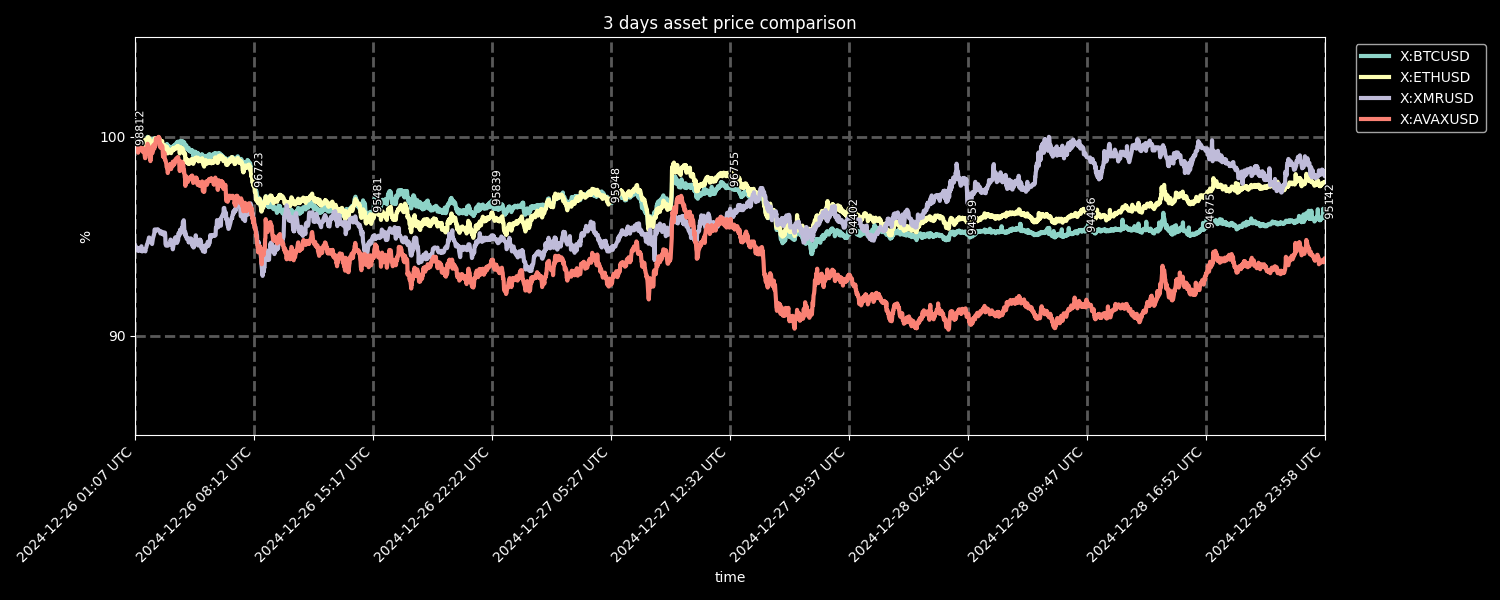 3 days asset price comparison
X:BTCUSD
X:ETHUSD
X:XMRUSD
X:AVAXUSD
100
90
%
98812
96723
95481
95839
95948
96755
94402
94359
94486
94675
95142
2024-12-26 01:07 UTC
2024-12-26 08:12 UTC
2024-12-26 15:17 UTC
2024-12-26 22:22 UTC
2024-12-27 05:27 UTC
2024-12-27 12:32 UTC
2024-12-27 19:37 UTC
2024-12-28 02:42 UTC
2024-12-28 09:47 UTC
2024-12-28 16:52 UTC
2024-12-28 23:58 UTC
time